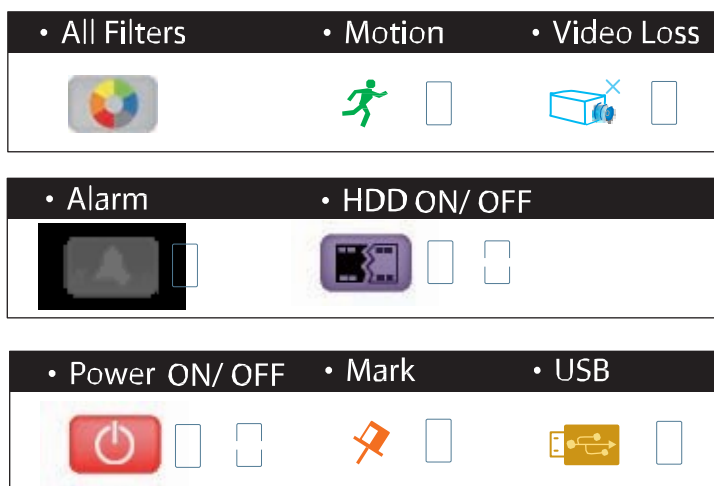 • All Filters • Motion • Video Loss
• Alarm • HDD ON/ OFF
• Power ON/ OFF • Mark • USB